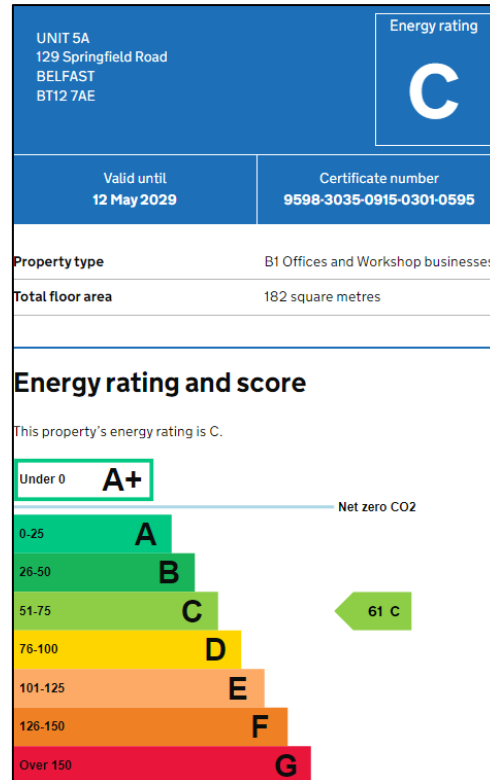 UNIT 5A
129 Springfield Road
BELFAST
BT12 7AE
Energy rating
C
Valid until
12 May 2029
Certificate number
9598-3035-0915-0301-0595
Property type B1 Offices and Workshop businesses
Total floor area 182 square metres
Energy rating and score
This property's energy rating is C.
Under 0 A+
Net zero CO2
0-25 A
26-50 B
51-75 C 61 C
76-100 D
101-125 E
126-150 F
Over 150 G